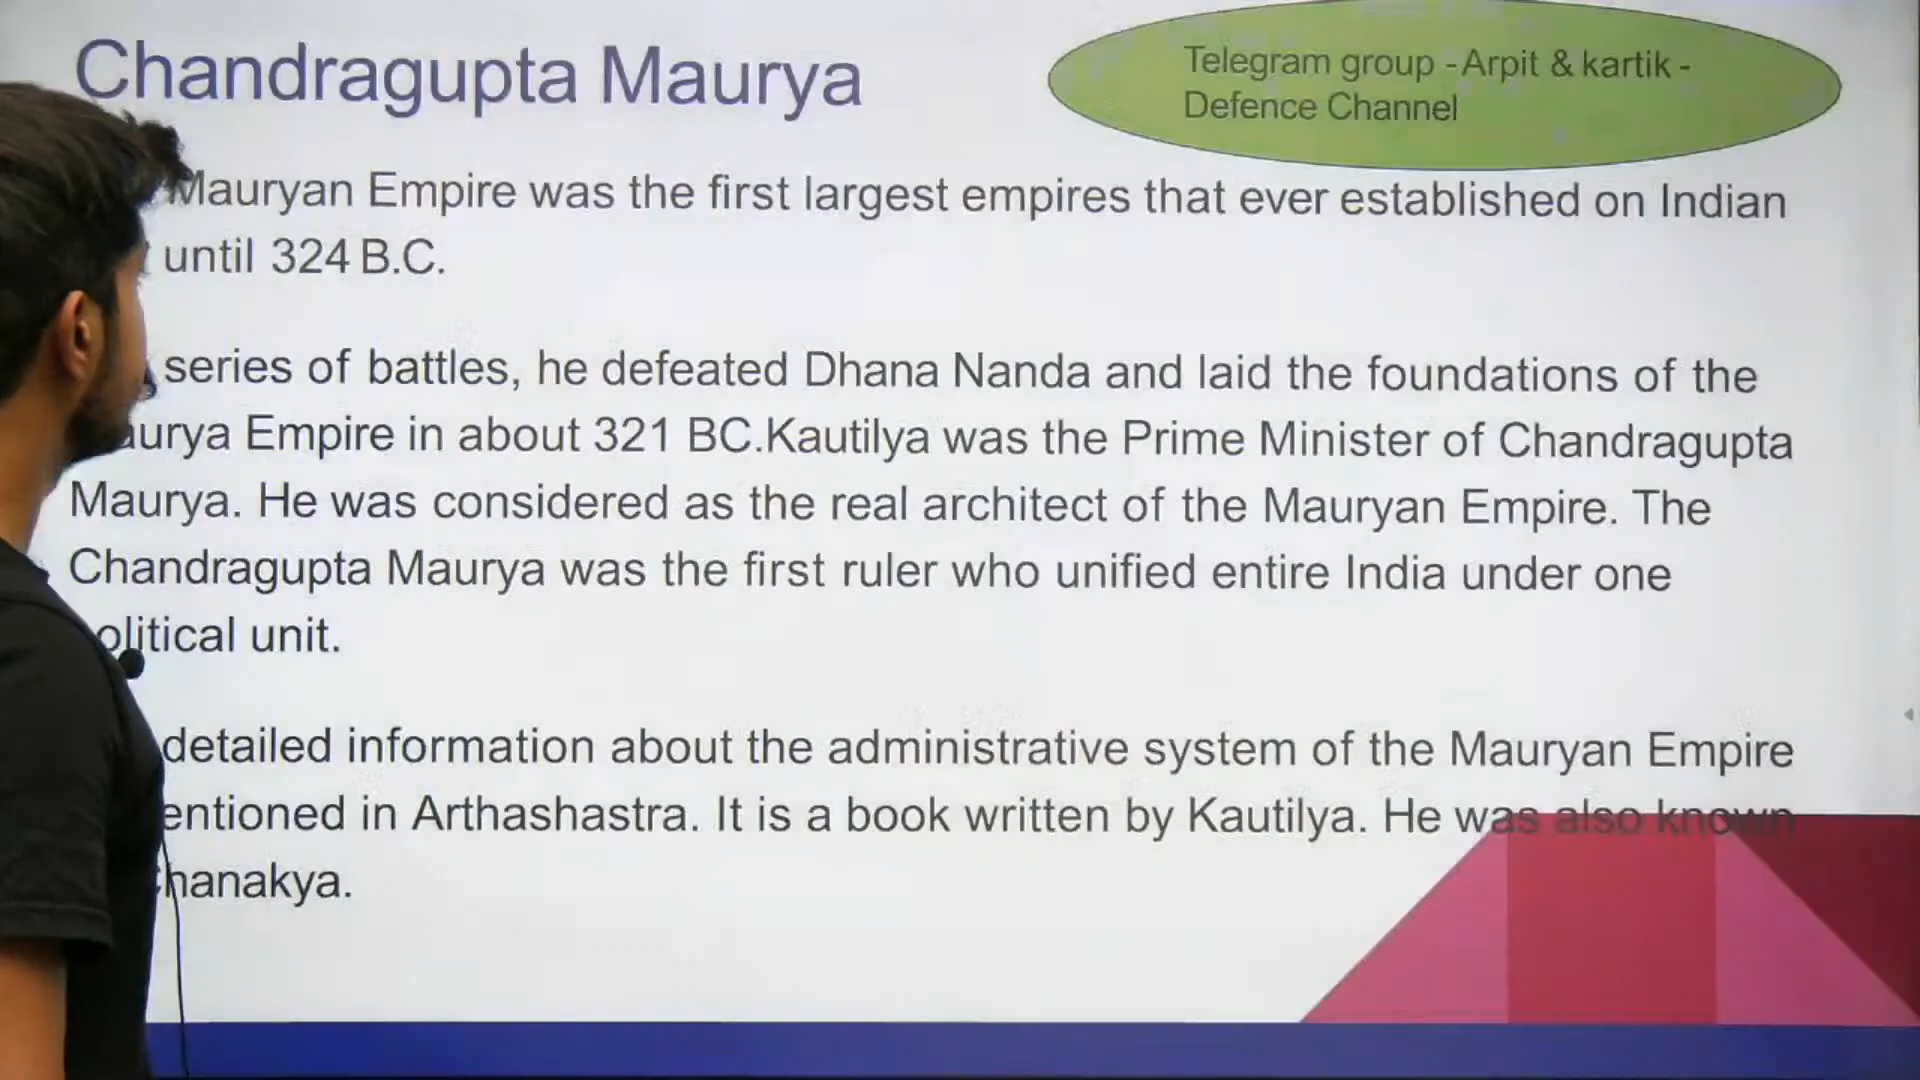 Chandragupta Maurya
Telegram group -Arpit & kartik -
Defence Channel
Mauryan Empire was the first largest empires that ever established on Indian
until 324 B.C.
series of battles, he defeated Dhana Nanda and laid the foundations of the
aurya Empire in about 321 BC.Kautilya was the Prime Minister of Chandragupta
Maurya. He was considered as the real architect of the Mauryan Empire. The
Chandragupta Maurya was the first ruler who unified entire India under one
olitical unit.
detailed information about the administrative system of the Mauryan Empire
entioned in Arthashastra. It is a book written by Kautilya. He was also known
hanakya.